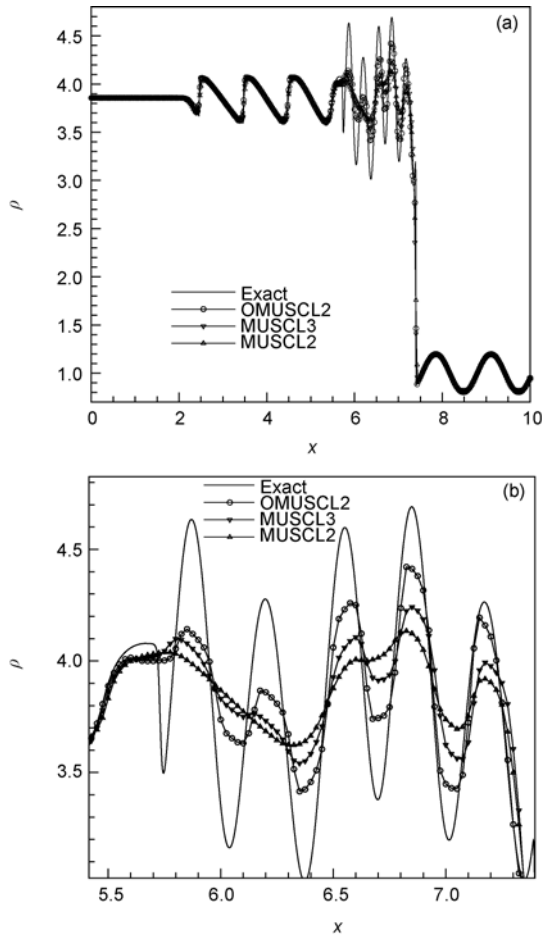 (a)
4.5
4.0
3.5
3.0
2.5
2.0
1.5
1.0
ρ
Exact
OMUSCL2
MUSCL3
MUSCL2
0 2 4 6 8 10
x
(b)
Exact
OMUSCL2
MUSCL3
MUSCL2
4.5
4.0
3.5
ρ
5.5 6.0 6.5 7.0
x